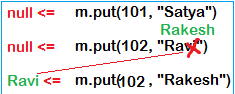 null <= m.put(101, "Satya")
Rakesh
null <= m.put(102, "Ravi")
Ravi <= m.put(102, "Rakesh")